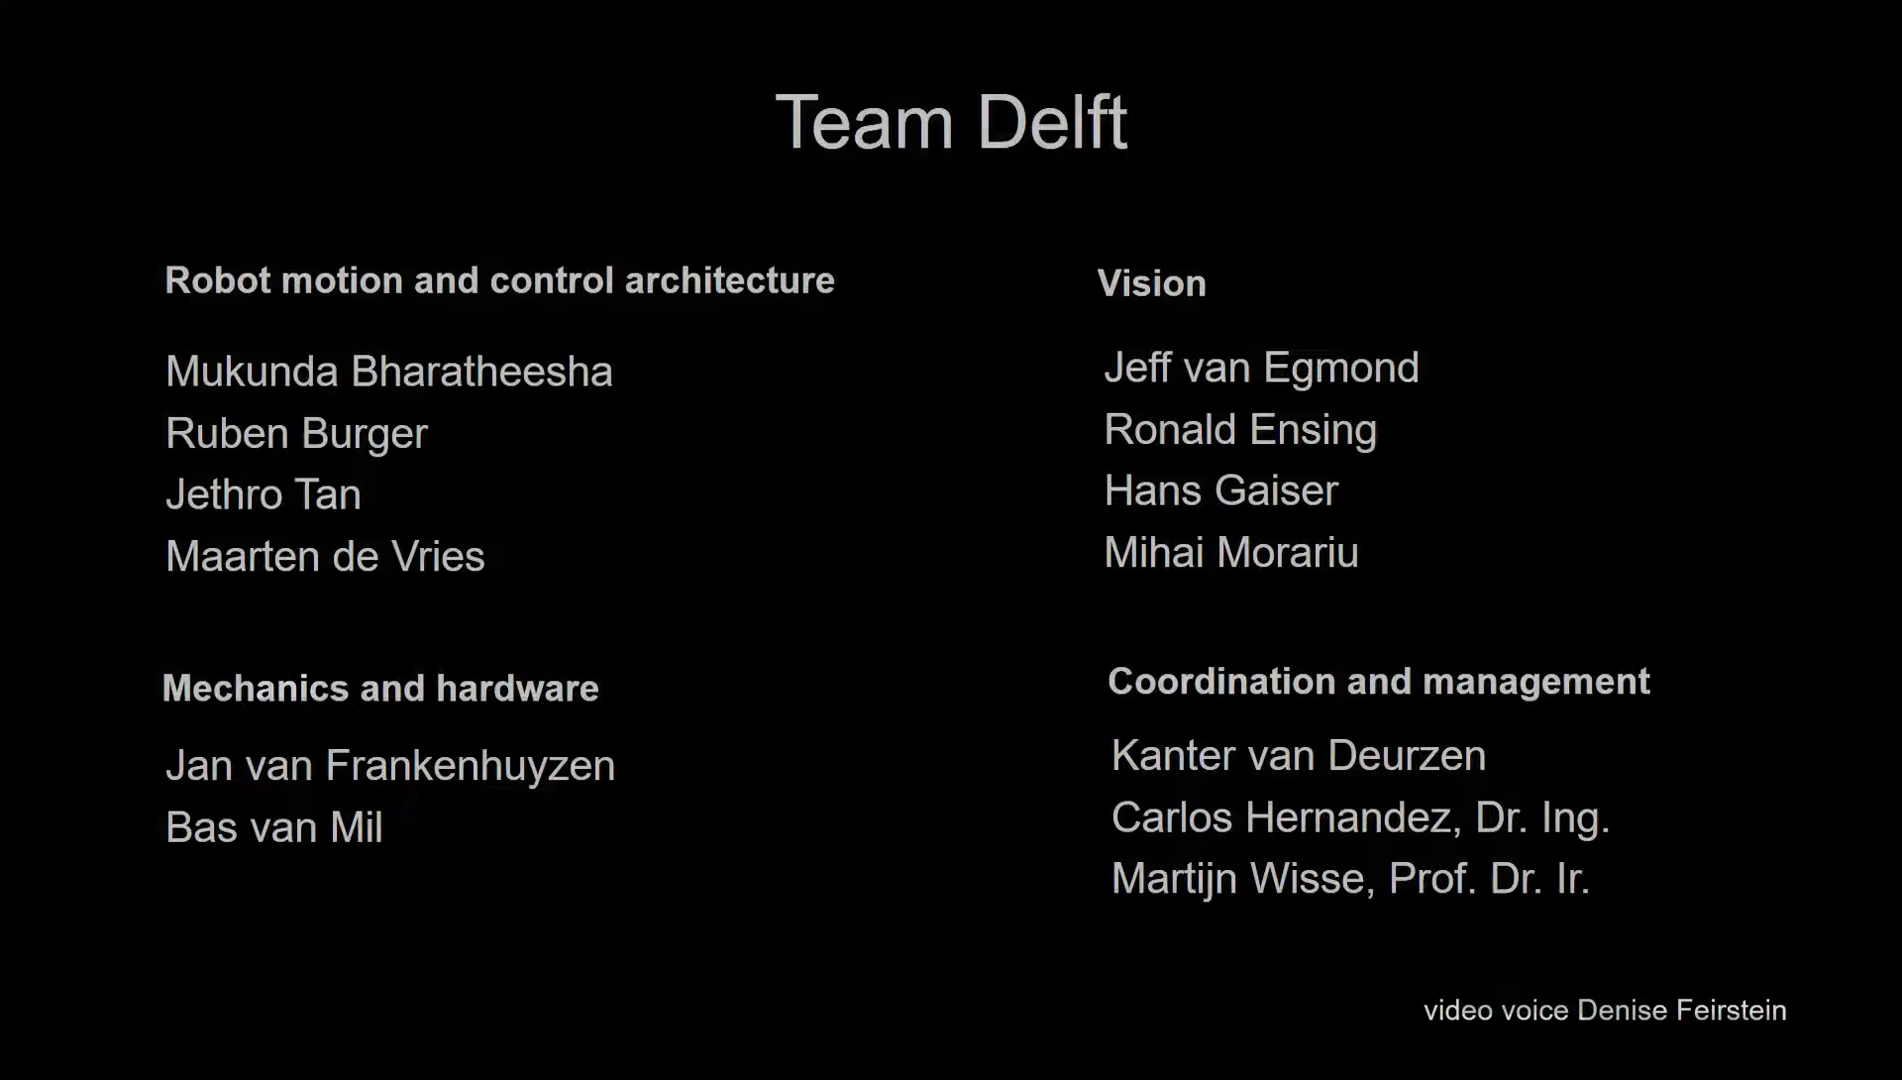 Team Delft
Robot motion and control architecture
Mukunda Bharatheesha
Ruben Burger
Jethro Tan
Maarten de Vries
Vision
Jeff van Egmond
Ronald Ensing
Hans Gaiser
Mihai Morariu
Mechanics and hardware
Jan van Frankenhuyzen
Bas van Mil
Coordination and management
Kanter van Deurzen
Carlos Hernandez, Dr. Ing.
Martijn Wisse, Prof. Dr. Ir.
video voice Denise Feirstein